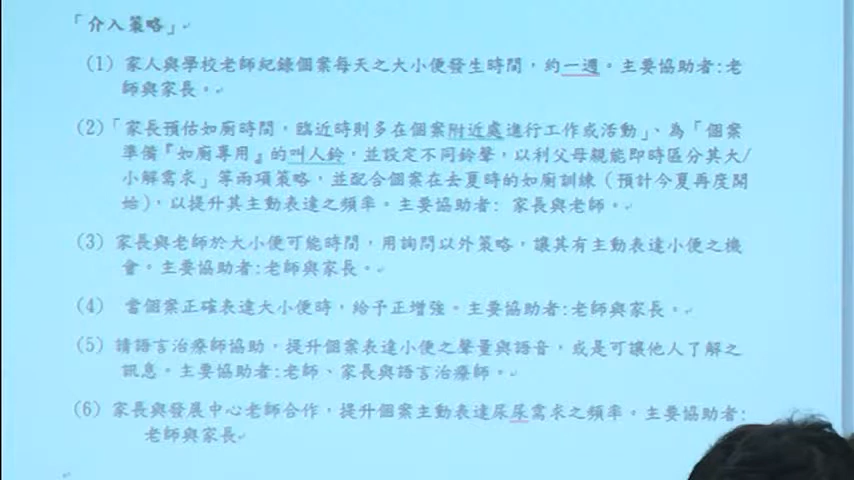 「介入策略」
(1) 家人與學校老師紀錄個案每天之大小便發生時間，約一週。主要協助者:老
師與家長。
(2)「家長預估如廁時間，臨近時則多在個案附近處進行工作或活動」、為「個案
準備『如廁專用』的叫人鈴，並設定不同鈴聲，以利父母親能即時區分其大/
小解需求」等兩項策略，並配合個案在去夏時的如廁訓練（預計今夏再度開
始），以提升其主動表達之頻率。主要協助者: 家長與老師。
(3) 家長與老師於大小便可能時間，用詢問以外策略，讓其有主動表達小便之機
會。主要協助者:老師與家長。
(4) 當個案正確表達大小便時，給予正增強。主要協助者:老師與家長。
(5) 請語言治療師協助，提升個案表達小便之聲量與語音，或是可讓他人了解之
訊息。主要協助者:老師、家長與語言治療師。
(6) 家長與發展中心老師合作，提升個案主動表達尿尿需求之頻率。主要協助者:
老師與家長